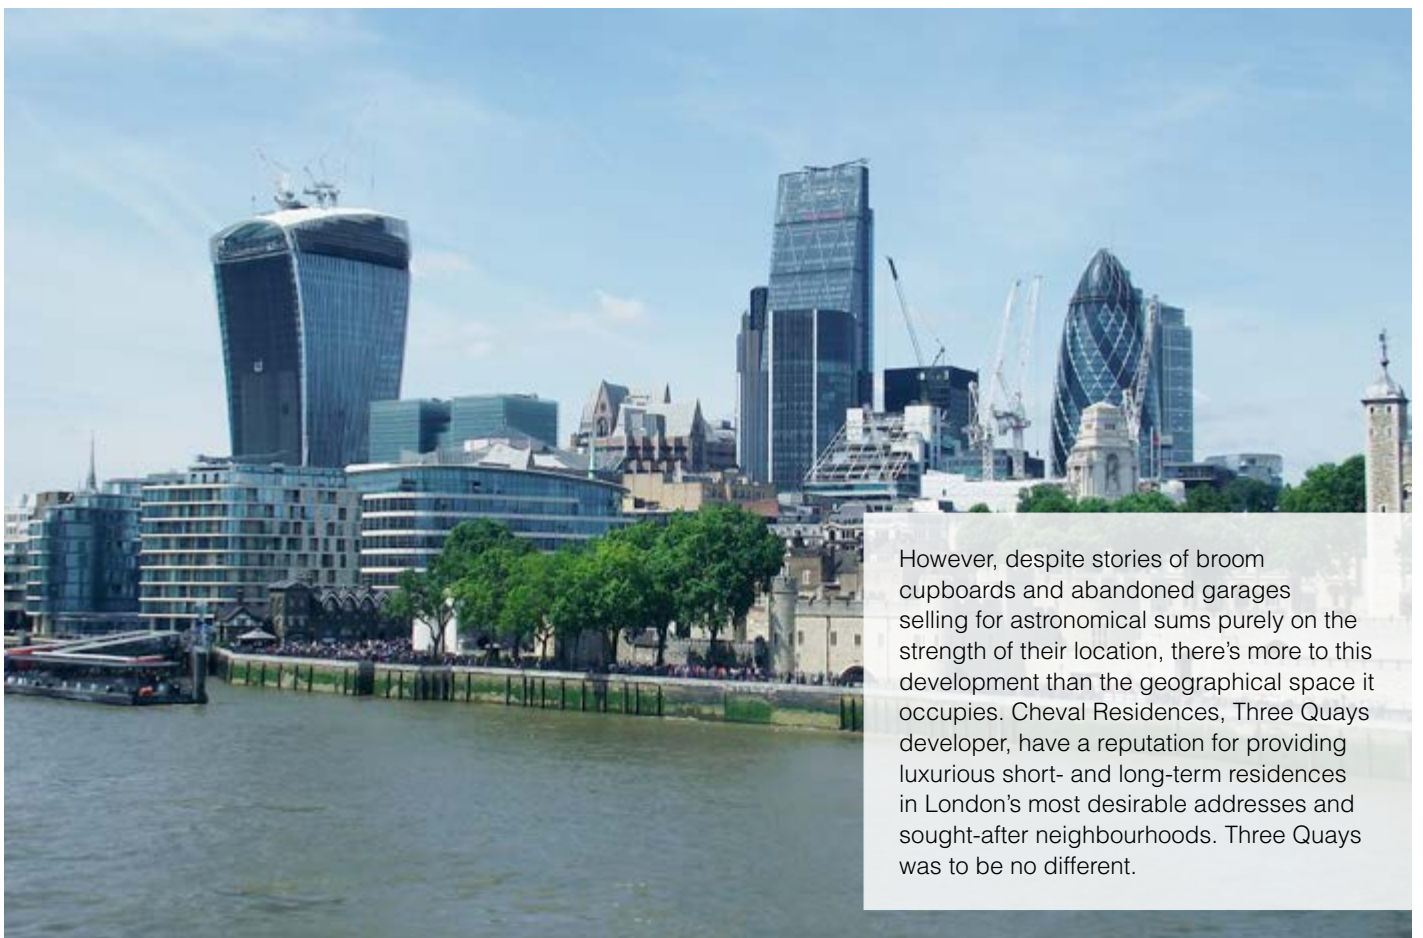 However, despite stories of broom
cupboards and abandoned garages
selling for astronomical sums purely on the
strength of their location, there’s more to this
development than the geographical space it
occupies. Cheval Residences, Three Quays
developer, have a reputation for providing
luxurious short- and long-term residences
in London’s most desirable addresses and
sought-after neighbourhoods. Three Quays
was to be no different.